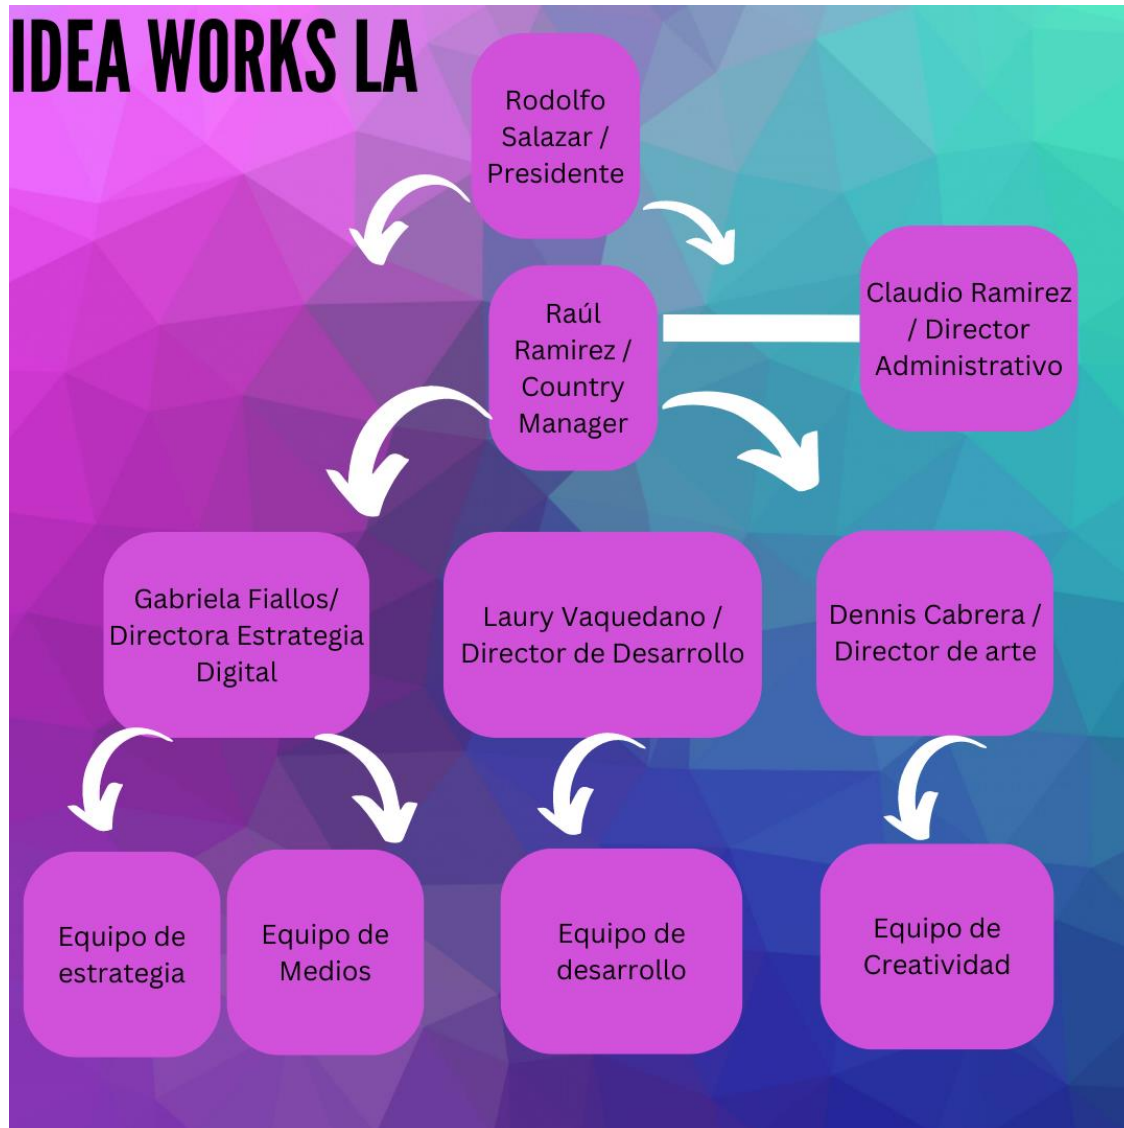 IDEA WORKS LA
Rodolfo
Salazar /
Presidente
Raúl
Ramirez /
Country
Manager
Claudio Ramirez
/ Director
Administrativo
Gabriela Fiallos/
Directora Estrategia
Digital
Laury Vaquedano /
Director de Desarrollo
Dennis Cabrera /
Director de arte
Equipo de
estrategia
Equipo de
Medios
Equipo de
desarrollo
Equipo de
Creatividad